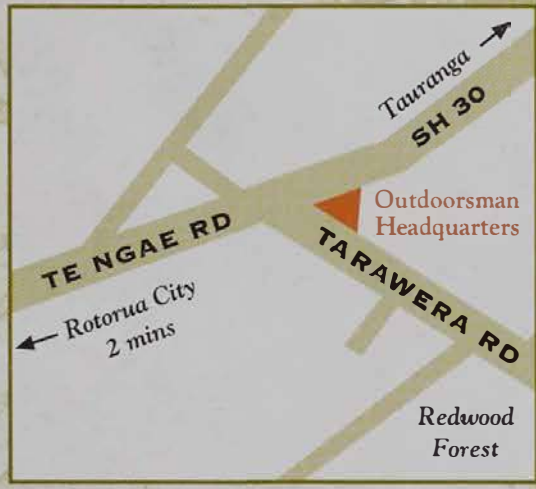 Tauranga
SH 30
Outdoorsman
Headquarters
TE NGAE RD
TARAWERA RD
Rotorua City
2 mins
Redwood
Forest